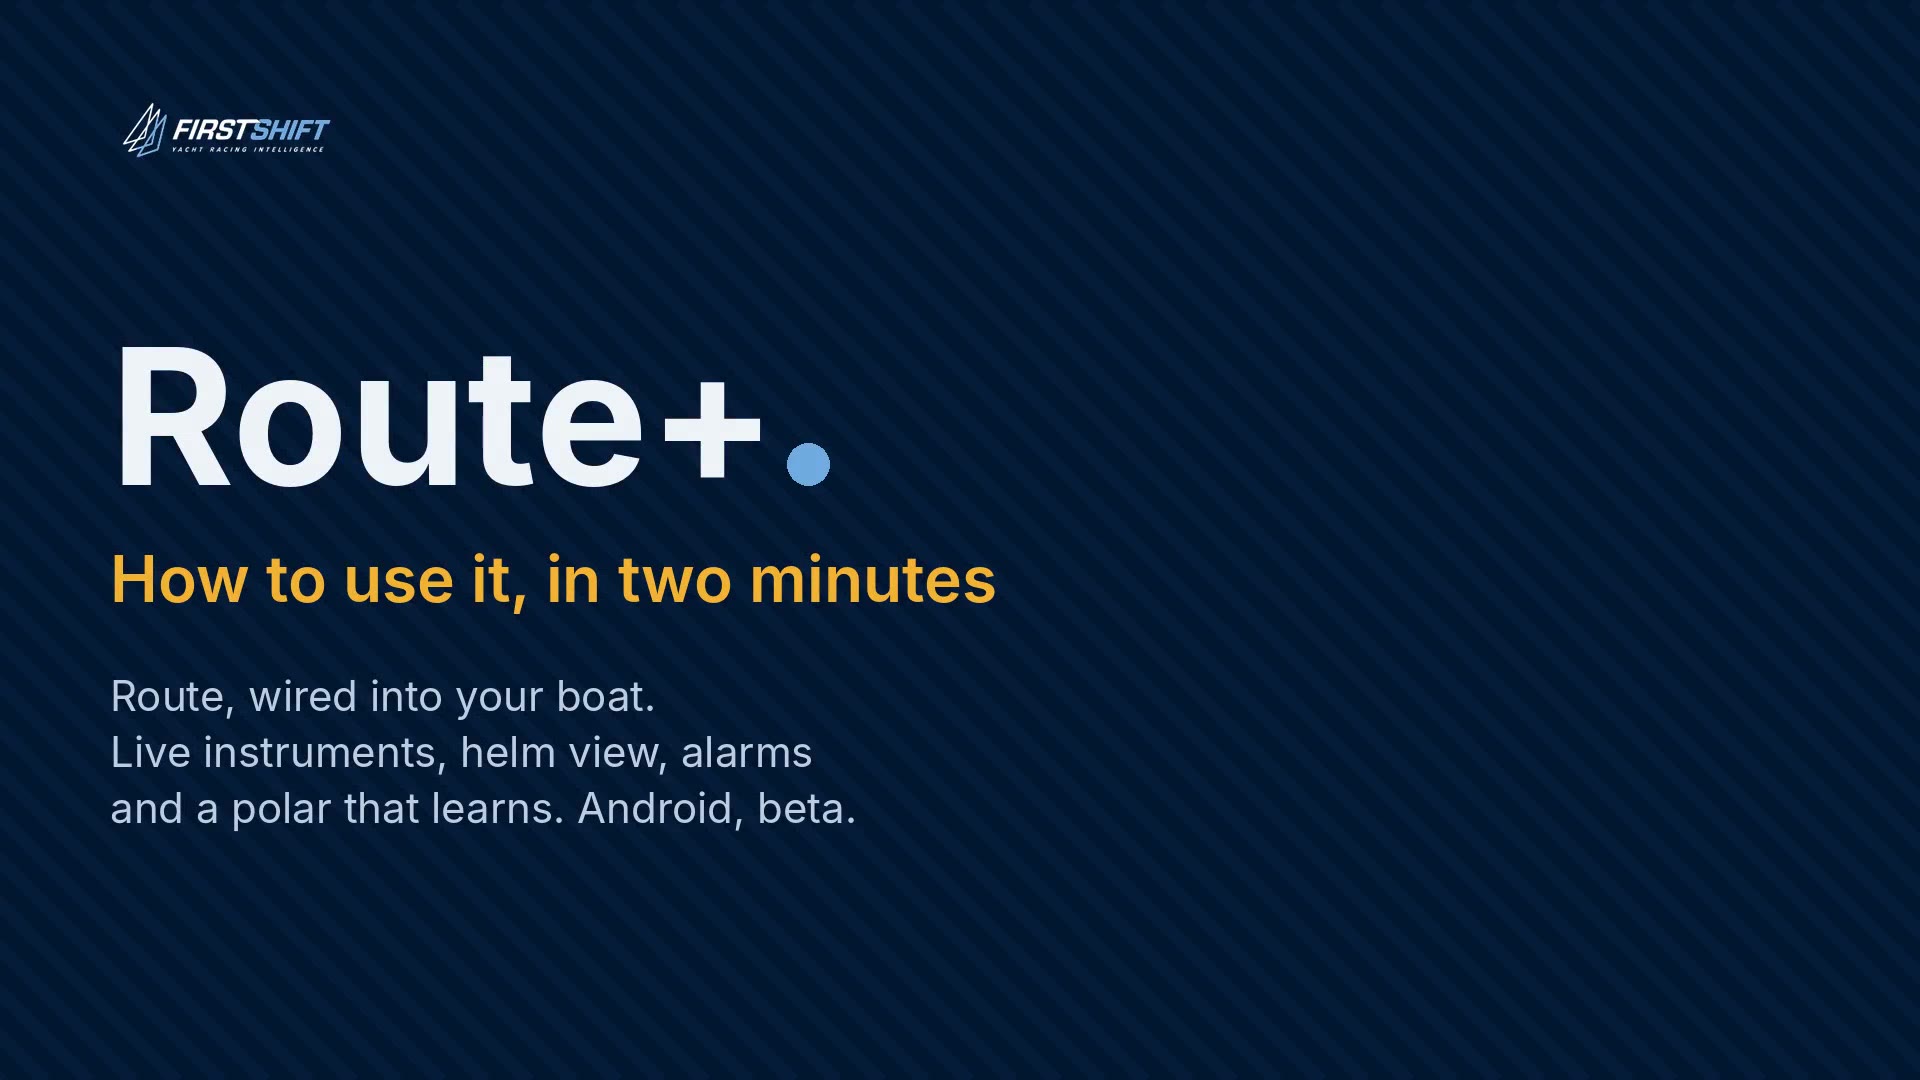 FIRSTSHIFT
YACHT RACING INTELLIGENCE
Route+.
How to use it, in two minutes
Route, wired into your boat.
Live instruments, helm view, alarms
and a polar that learns. Android, beta.